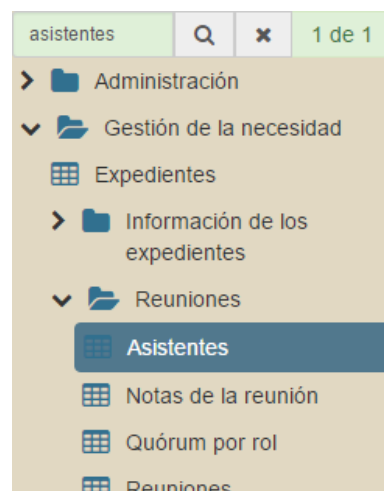 asistentes 1 de 1
Administración
Gestión de la necesidad
Expedientes
Información de los
expedientes
Reuniones
Asistentes
Notas de la reunión
Quórum por rol
Reuniones